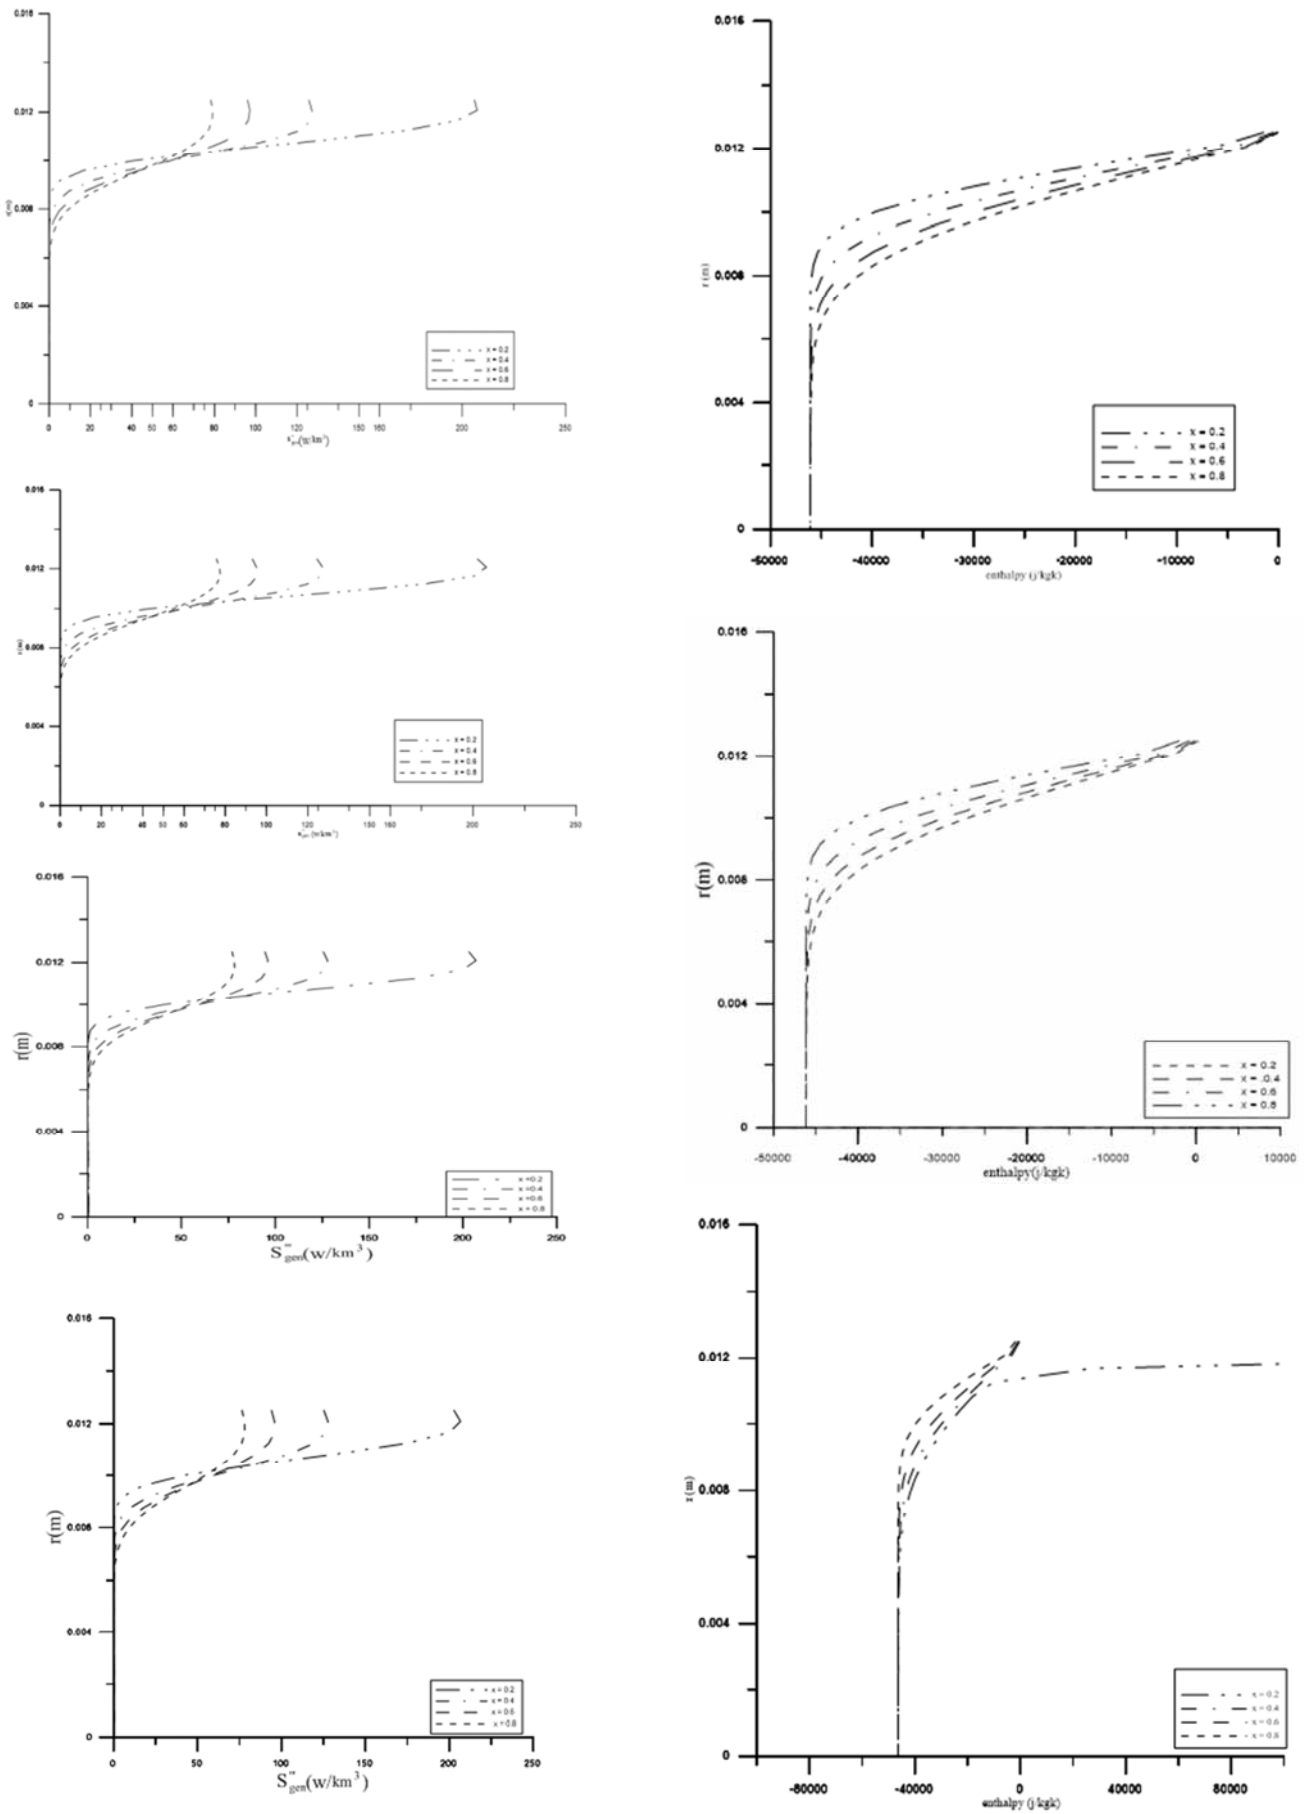 0.016
0.012
0.008
r(m)
0.004
0
0 10 20 30 40 50 60 80 100 120 150 160 200 250
x = 0.2
x = 0.4
x = 0.6
x = 0.8
0.016
0.012
0.008
r(m)
0.004
0
0 20 40 50 60 80 100 120 150 160 200 250
x = 0.2
x = 0.4
x = 0.6
x = 0.8
0.016
0.012
r(m)
0.008
0.004
0
0 50 100 150 200 250
S'''gen(w/km³)
x =0.2
x =0.4
x =0.6
x =0.8
0.016
0.012
r(m)
0.008
0.004
0
0 50 100 150 200 250
S'''gen(w/km³)
x = 0.2
x = 0.4
x = 0.6
x = 0.8
0.016
0.012
r (m)
0.008
0.004
0
-50000 -40000 -30000 -20000 -10000 0
enthalpy (j/kgk)
x = 0.2
x = 0.4
x = 0.6
x = 0.8
0.016
0.012
r(m)
0.008
0.004
0
-50000 -40000 -30000 -20000 -10000 0 10000
enthalpy(j/kgk)
x = 0.2
x = .0.4
x = 0.6
x = 0.8
0.016
0.012
0.008
r(m)
0.004
0
-80000 -40000 0 40000 80000
enthalpy (j/kgk)
x = 0.2
x = 0.4
x = 0.6
x = 0.8